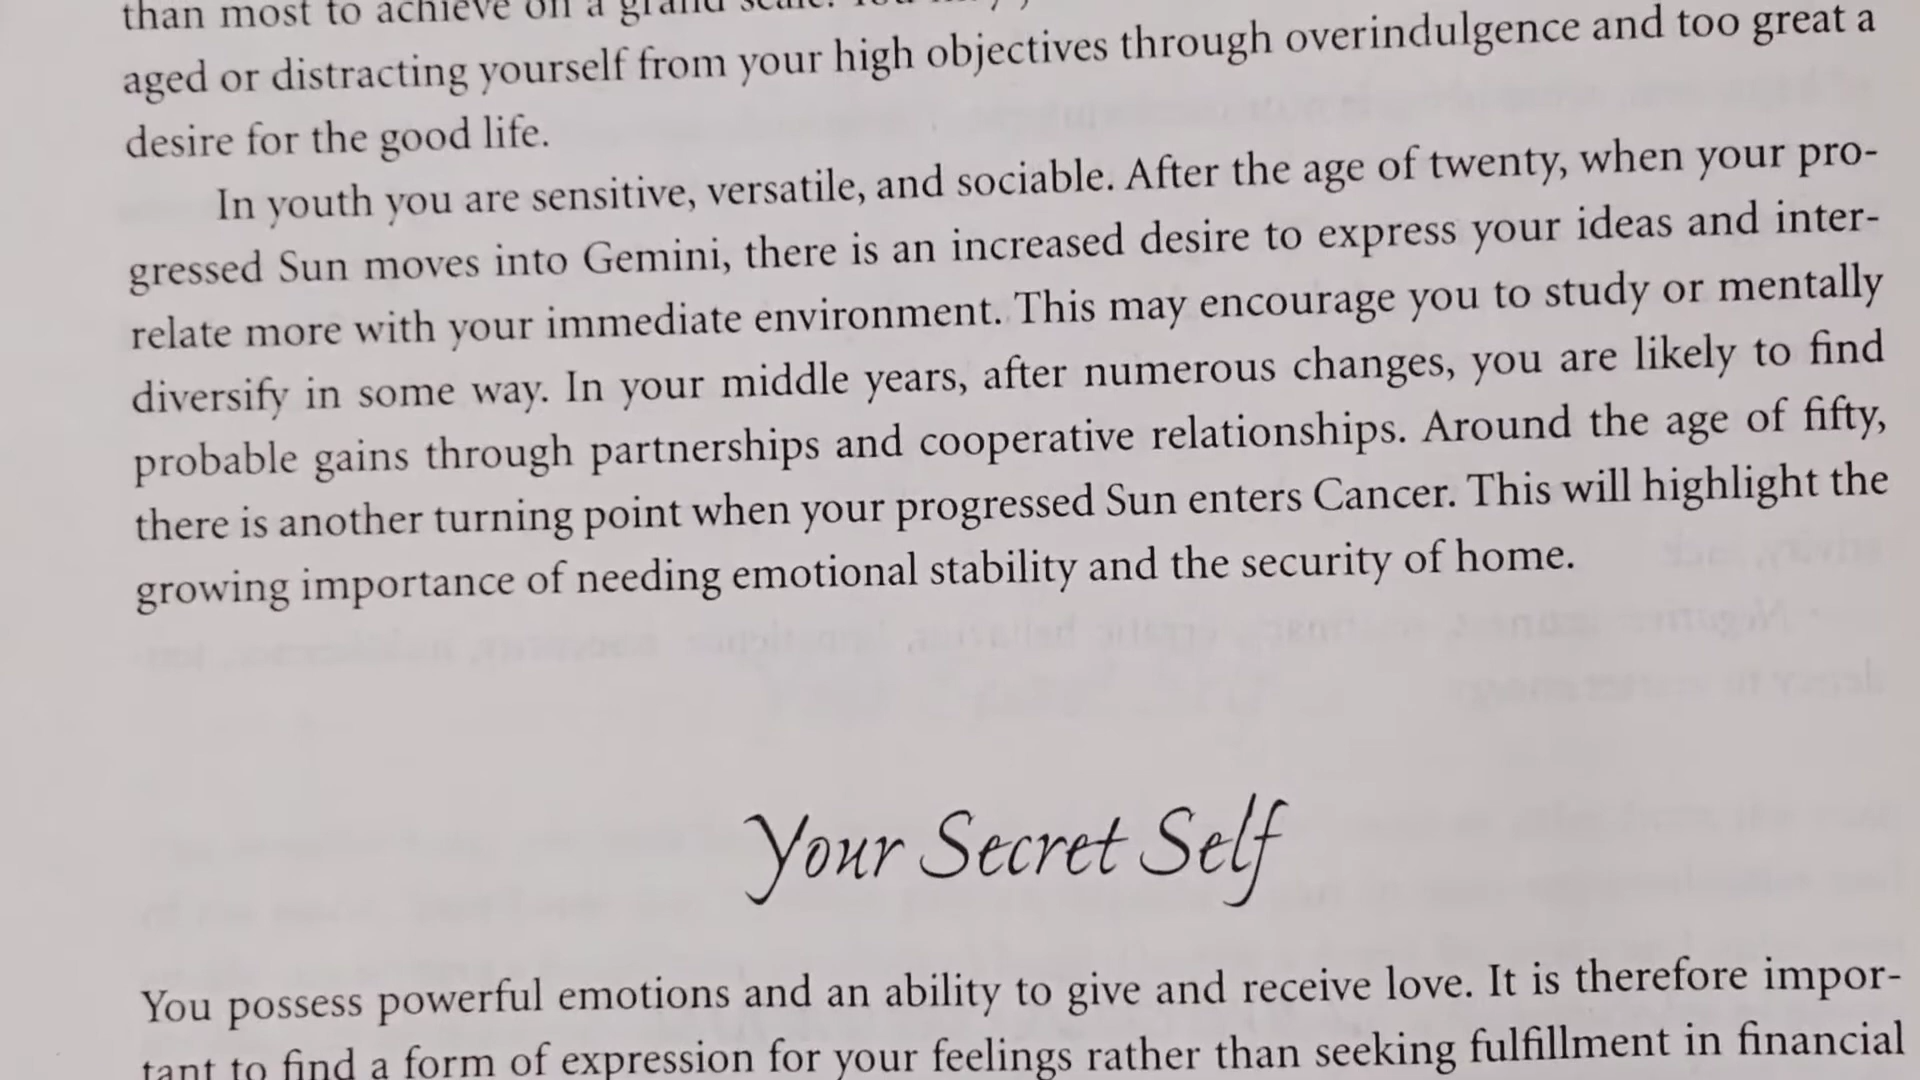 than most to achieve on a grand scale. You may
aged or distracting yourself from your high objectives through overindulgence and too great a
desire for the good life.
In youth you are sensitive, versatile, and sociable. After the age of twenty, when your pro-
gressed Sun moves into Gemini, there is an increased desire to express your ideas and inter-
relate more with your immediate environment. This may encourage you to study or mentally
diversify in some way. In your middle years, after numerous changes, you are likely to find
probable gains through partnerships and cooperative relationships. Around the age of fifty,
there is another turning point when your progressed Sun enters Cancer. This will highlight the
growing importance of needing emotional stability and the security of home.
Your Secret Self
You possess powerful emotions and an ability to give and receive love. It is therefore impor-
tant to find a form of expression for your feelings rather than seeking fulfillment in financial